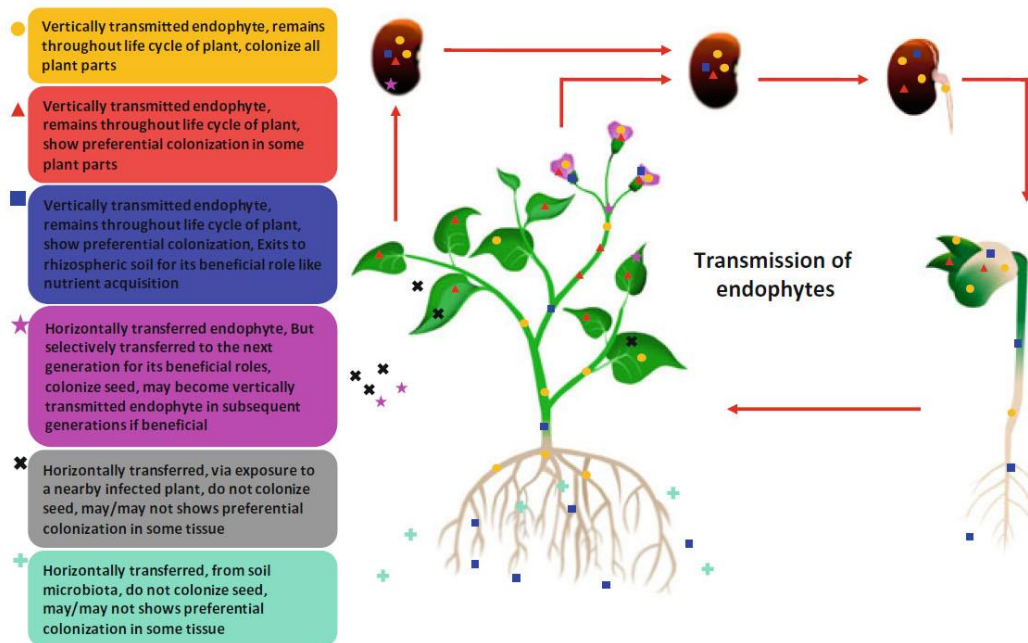 Vertically transmitted endophyte, remains
throughout life cycle of plant, colonize all
plant parts
Vertically transmitted endophyte,
remains throughout life cycle of plant,
show preferential colonization in some
plant parts
Vertically transmitted endophyte,
remains throughout life cycle of plant,
show preferential colonization, Exits to
rhizospheric soil for its beneficial role like
nutrient acquisition
Horizontally transferred endophyte, But
selectively transferred to the next
generation for its beneficial roles,
colonize seed, may become vertically
transmitted endophyte in subsequent
generations if beneficial
Horizontally transferred, via exposure to
a nearby infected plant, do not colonize
seed, may/may not shows preferential
colonization in some tissue
Horizontally transferred, from soil
microbiota, do not colonize seed,
may/may not shows preferential
colonization in some tissue
Transmission of
endophytes